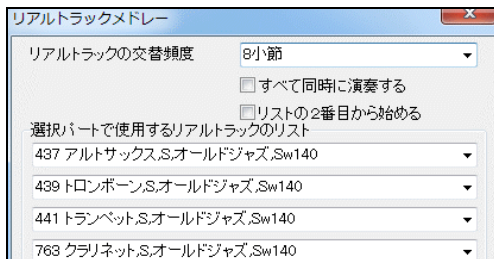 リアルトラックメドレー
リアルトラックの交替頻度 8小節
すべて同時に演奏する
リストの2番目から始める
選択パートで使用するリアルトラックのリスト
437 アルトサックス,S,オールドジャズ,Sw140
439 トロンボーン,S,オールドジャズ,Sw140
441 トランペット,S,オールドジャズ,Sw140
763 クラリネット,S,オールドジャズ,Sw140